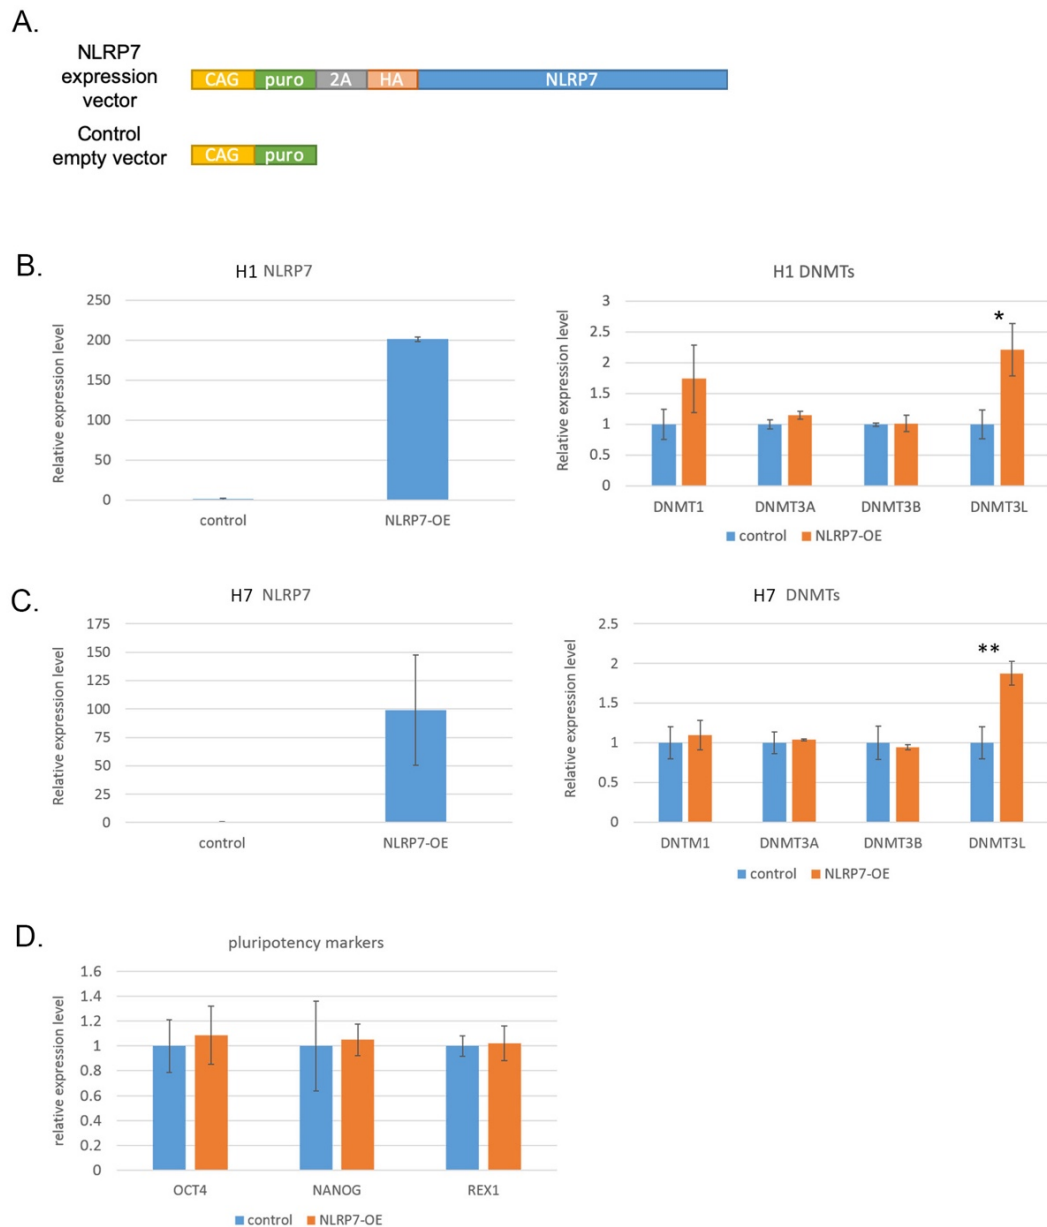 A.
NLRP7
expression
vector
CAG puro 2A HA NLRP7
Control
empty vector
CAG puro
B.
H1 NLRP7
Relative expression level
250
200
150
100
50
0
control NLRP7-OE
H1 DNMTs
Relative expression level
3
2.5
2
1.5
1
0.5
0
*
DNMT1 DNMT3A DNMT3B DNMT3L
control NLRP7-OE
C.
H7 NLRP7
Relative expression level
175
150
125
100
75
50
25
0
control NLRP7-OE
H7 DNMTs
Relative expression level
2.5
2
1.5
1
0.5
0
**
DNTM1 DNMT3A DNMT3B DNMT3L
control NLRP7-OE
D.
pluripotency markers
relative expression level
1.6
1.4
1.2
1
0.8
0.6
0.4
0.2
0
OCT4 NANOG REX1
control NLRP7-OE